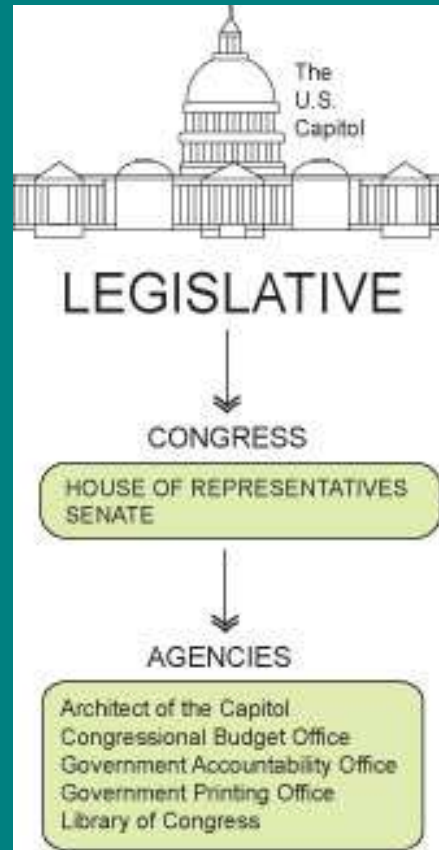 The
U.S.
Capitol
LEGISLATIVE
CONGRESS
HOUSE OF REPRESENTATIVES
SENATE
AGENCIES
Architect of the Capitol
Congressional Budget Office
Government Accountability Office
Government Printing Office
Library of Congress